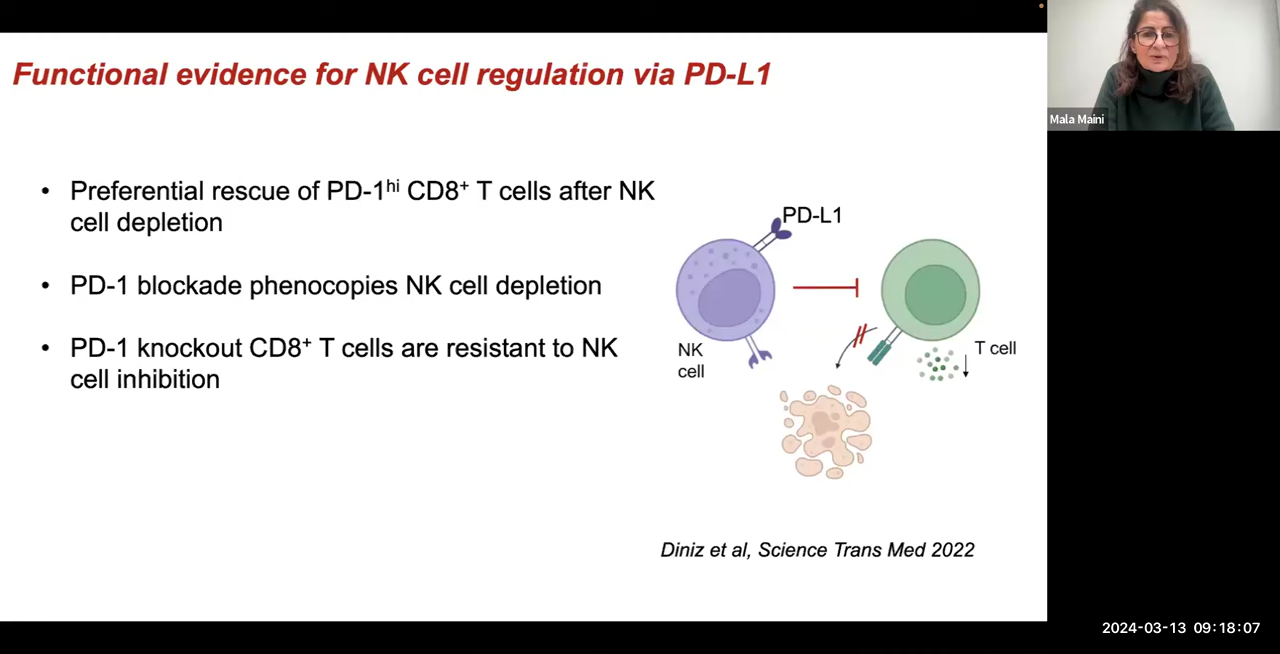 Functional evidence for NK cell regulation via PD-L1
Mala Maini
• Preferential rescue of PD-1hi CD8+ T cells after NK
cell depletion
• PD-1 blockade phenocopies NK cell depletion
• PD-1 knockout CD8+ T cells are resistant to NK
cell inhibition
PD-L1
NK
cell
T cell
Diniz et al, Science Trans Med 2022
2024-03-13 09:18:07